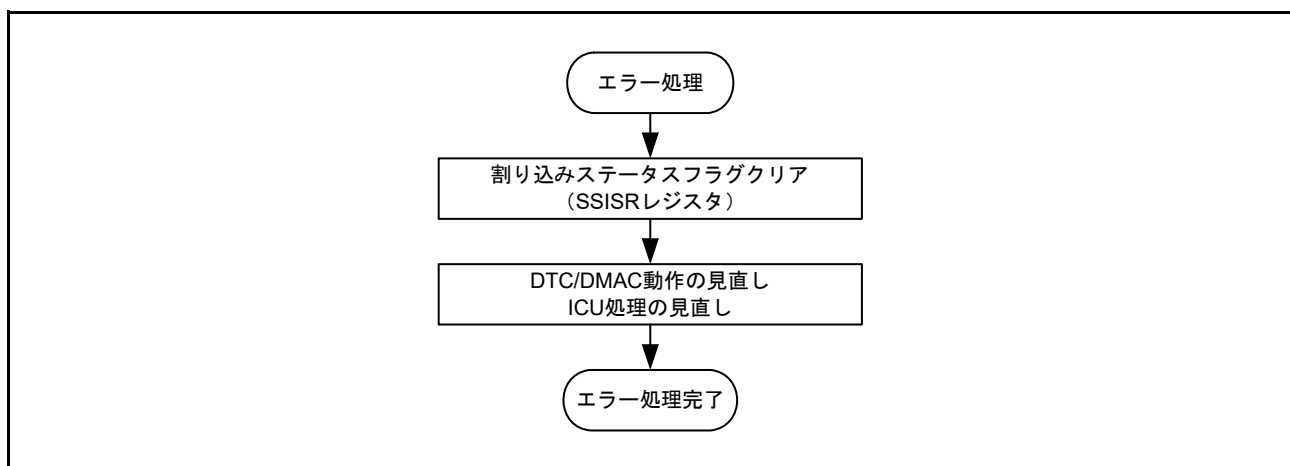 エラー処理
割り込みステータスフラグクリア
（SSISRレジスタ）
DTC/DMAC動作の見直し
ICU処理の見直し
エラー処理完了